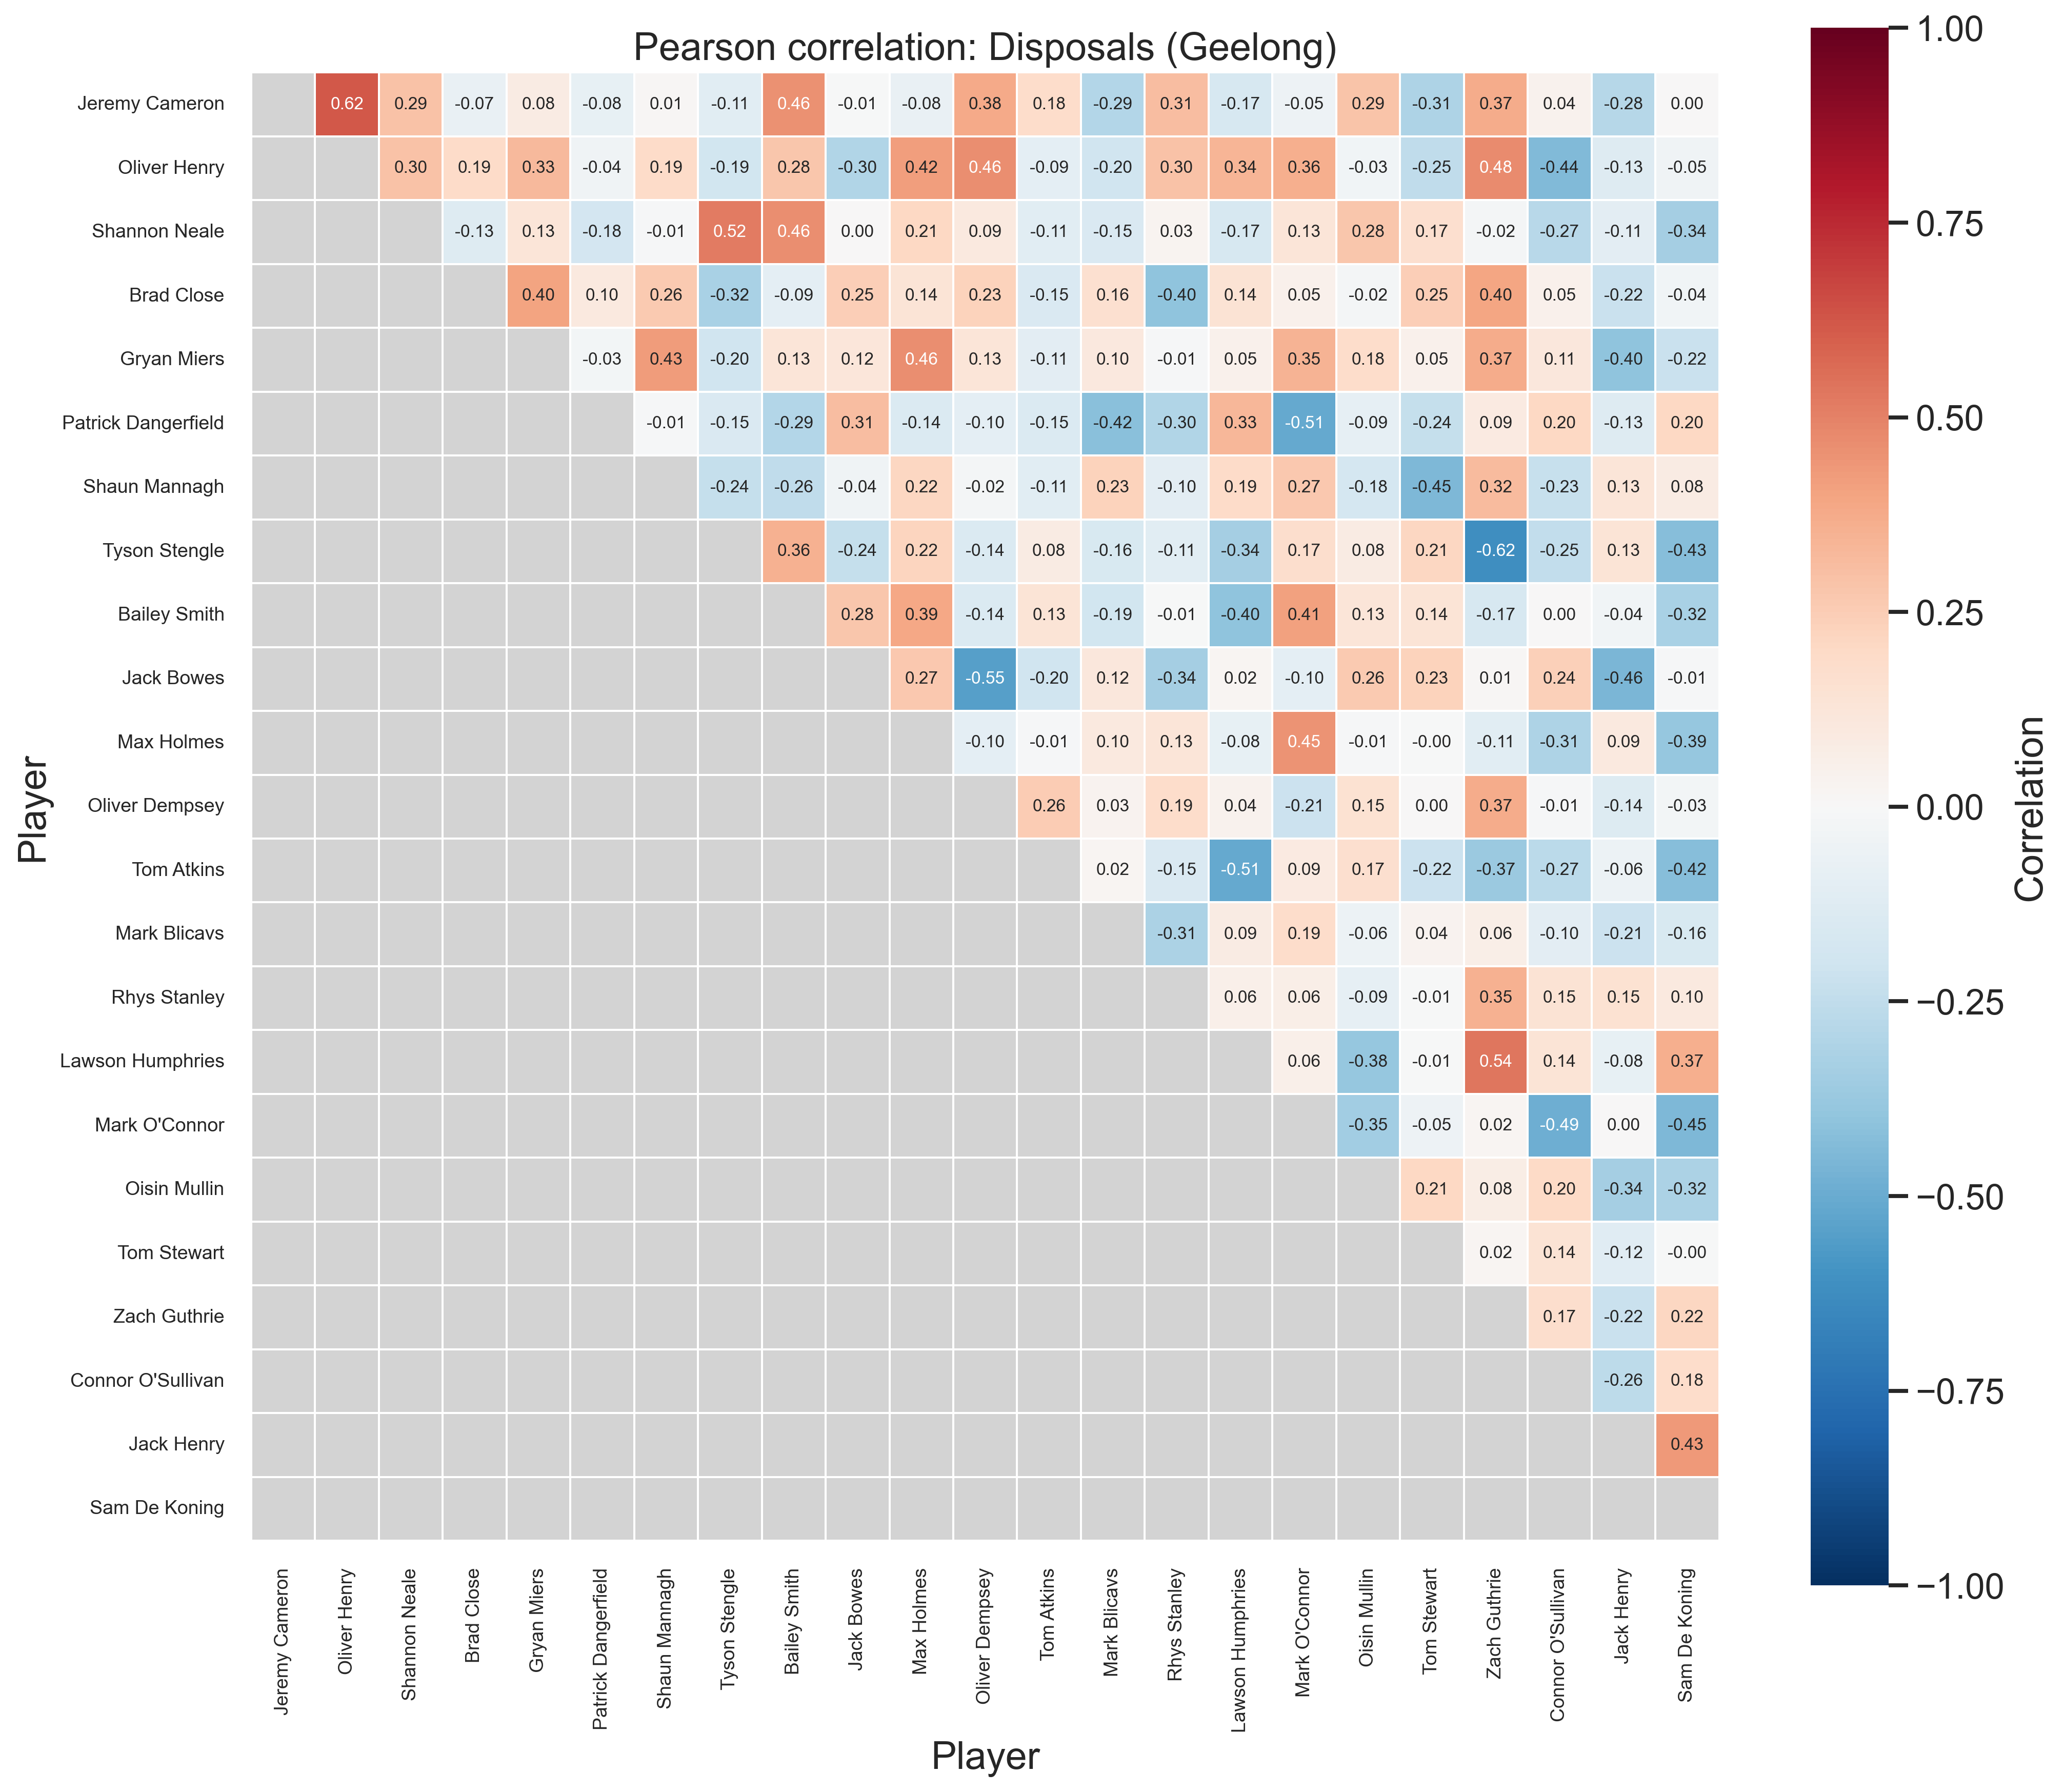 Pearson correlation: Disposals (Geelong)
Jeremy Cameron 0.62 0.29 -0.07 0.08 -0.08 0.01 -0.11 0.46 -0.01 -0.08 0.38 0.18 -0.29 0.31 -0.17 -0.05 0.29 -0.31 0.37 0.04 -0.28 0.00
Oliver Henry 0.30 0.19 0.33 -0.04 0.19 -0.19 0.28 -0.30 0.42 0.46 -0.09 -0.20 0.30 0.34 0.36 -0.03 -0.25 0.48 -0.44 -0.13 -0.05
Shannon Neale -0.13 0.13 -0.18 -0.01 0.52 0.46 0.00 0.21 0.09 -0.11 -0.15 0.03 -0.17 0.13 0.28 0.17 -0.02 -0.27 -0.11 -0.34
Brad Close 0.40 0.10 0.26 -0.32 -0.09 0.25 0.14 0.23 -0.15 0.16 -0.40 0.14 0.05 -0.02 0.25 0.40 0.05 -0.22 -0.04
Gryan Miers -0.03 0.43 -0.20 0.13 0.12 0.46 0.13 -0.11 0.10 -0.01 0.05 0.35 0.18 0.05 0.37 0.11 -0.40 -0.22
Patrick Dangerfield -0.01 -0.15 -0.29 0.31 -0.14 -0.10 -0.15 -0.42 -0.30 0.33 -0.51 -0.09 -0.24 0.09 0.20 -0.13 0.20
Shaun Mannagh -0.24 -0.26 -0.04 0.22 -0.02 -0.11 0.23 -0.10 0.19 0.27 -0.18 -0.45 0.32 -0.23 0.13 0.08
Tyson Stengle 0.36 -0.24 0.22 -0.14 0.08 -0.16 -0.11 -0.34 0.17 0.08 0.21 -0.62 -0.25 0.13 -0.43
Bailey Smith 0.28 0.39 -0.14 0.13 -0.19 -0.01 -0.40 0.41 0.13 0.14 -0.17 0.00 -0.04 -0.32
Jack Bowes 0.27 -0.55 -0.20 0.12 -0.34 0.02 -0.10 0.26 0.23 0.01 0.24 -0.46 -0.01
Max Holmes -0.10 -0.01 0.10 0.13 -0.08 0.45 -0.01 -0.00 -0.11 -0.31 0.09 -0.39
Oliver Dempsey 0.26 0.03 0.19 0.04 -0.21 0.15 0.00 0.37 -0.01 -0.14 -0.03
Tom Atkins 0.02 -0.15 -0.51 0.09 0.17 -0.22 -0.37 -0.27 -0.06 -0.42
Mark Blicavs -0.31 0.09 0.19 -0.06 0.04 0.06 -0.10 -0.21 -0.16
Rhys Stanley 0.06 0.06 -0.09 -0.01 0.35 0.15 0.15 0.10
Lawson Humphries 0.06 -0.38 -0.01 0.54 0.14 -0.08 0.37
Mark O'Connor -0.35 -0.05 0.02 -0.49 0.00 -0.45
Oisin Mullin 0.21 0.08 0.20 -0.34 -0.32
Tom Stewart 0.02 0.14 -0.12 -0.00
Zach Guthrie 0.17 -0.22 0.22
Connor O'Sullivan -0.26 0.18
Jack Henry 0.43
Sam De Koning
Player
Jeremy Cameron
Oliver Henry
Shannon Neale
Brad Close
Gryan Miers
Patrick Dangerfield
Shaun Mannagh
Tyson Stengle
Bailey Smith
Jack Bowes
Max Holmes
Oliver Dempsey
Tom Atkins
Mark Blicavs
Rhys Stanley
Lawson Humphries
Mark O'Connor
Oisin Mullin
Tom Stewart
Zach Guthrie
Connor O'Sullivan
Jack Henry
Sam De Koning
Player
1.00
0.75
0.50
0.25
0.00
−0.25
−0.50
−0.75
−1.00
Correlation